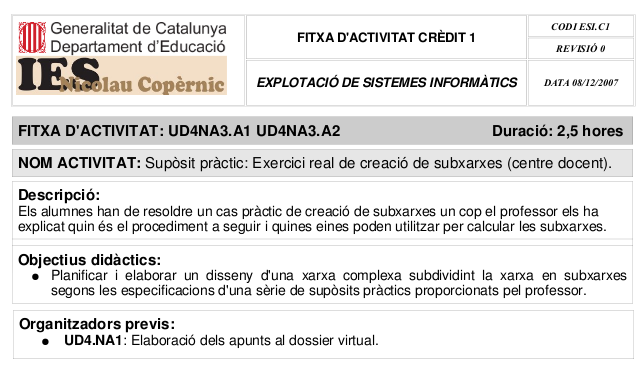 Generalitat de Catalunya
Departament d'Educació
IES
Nicolau Copèrnic
FITXA D'ACTIVITAT CRÈDIT 1
EXPLOTACIÓ DE SISTEMES INFORMÀTICS
CODI ESI.C1
REVISIÓ 0
DATA 08/12/2007
FITXA D'ACTIVITAT: UD4NA3.A1 UD4NA3.A2 Duració: 2,5 hores
NOM ACTIVITAT: Supòsit pràctic: Exercici real de creació de subxarxes (centre docent).
Descripció:
Els alumnes han de resoldre un cas pràctic de creació de subxarxes un cop el professor els ha
explicat quin és el procediment a seguir i quines eines poden utilitzar per calcular les subxarxes.
Objectius didàctics:
● Planificar i elaborar un disseny d'una xarxa complexa subdividint la xarxa en subxarxes
segons les especificacions d'una sèrie de supòsits pràctics proporcionats pel professor.
Organitzadors previs:
● UD4.NA1: Elaboració dels apunts al dossier virtual.